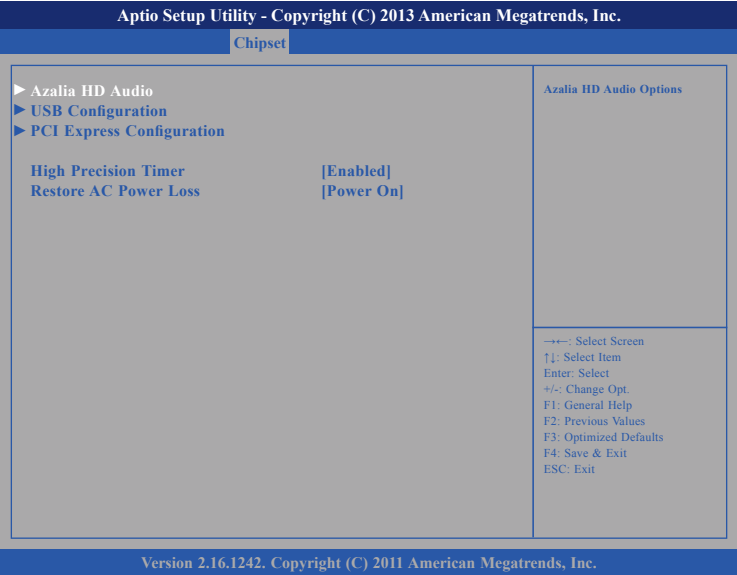 Aptio Setup Utility - Copyright (C) 2013 American Megatrends, Inc.
Chipset
► Azalia HD Audio
► USB Configuration
► PCI Express Configuration
High Precision Timer [Enabled]
Restore AC Power Loss [Power On]
Azalia HD Audio Options
→←: Select Screen
↑↓: Select Item
Enter: Select
+/-: Change Opt.
F1: General Help
F2: Previous Values
F3: Optimized Defaults
F4: Save & Exit
ESC: Exit
Version 2.16.1242. Copyright (C) 2011 American Megatrends, Inc.